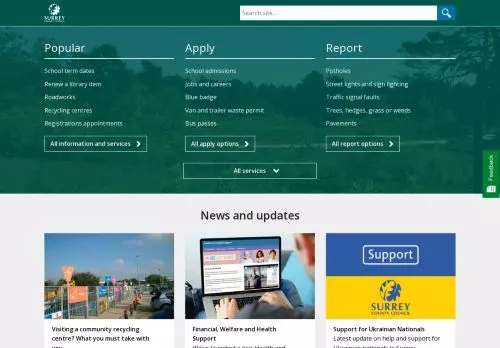 SURREY
Search site...
Popular
School term dates
Renew a library item
Roadworks
Recycling centres
Registrations appointments
All information and services
Apply
School admissions
Jobs and careers
Blue badge
Van and trailer waste permit
Bus passes
All apply options
Report
Potholes
Street lights and sign lighting
Traffic signal faults
Trees, hedges, grass or weeds
Pavements
All report options
All services
Feedback
News and updates
Support
SURREY
COUNTY COUNCIL
Visiting a community recycling
centre? What you must take with
you
Financial, Welfare and Health
Support
We've launched a new Health and
Support for Ukrainian Nationals
Latest update on help and support for
Ukrainian nationals in Surrey